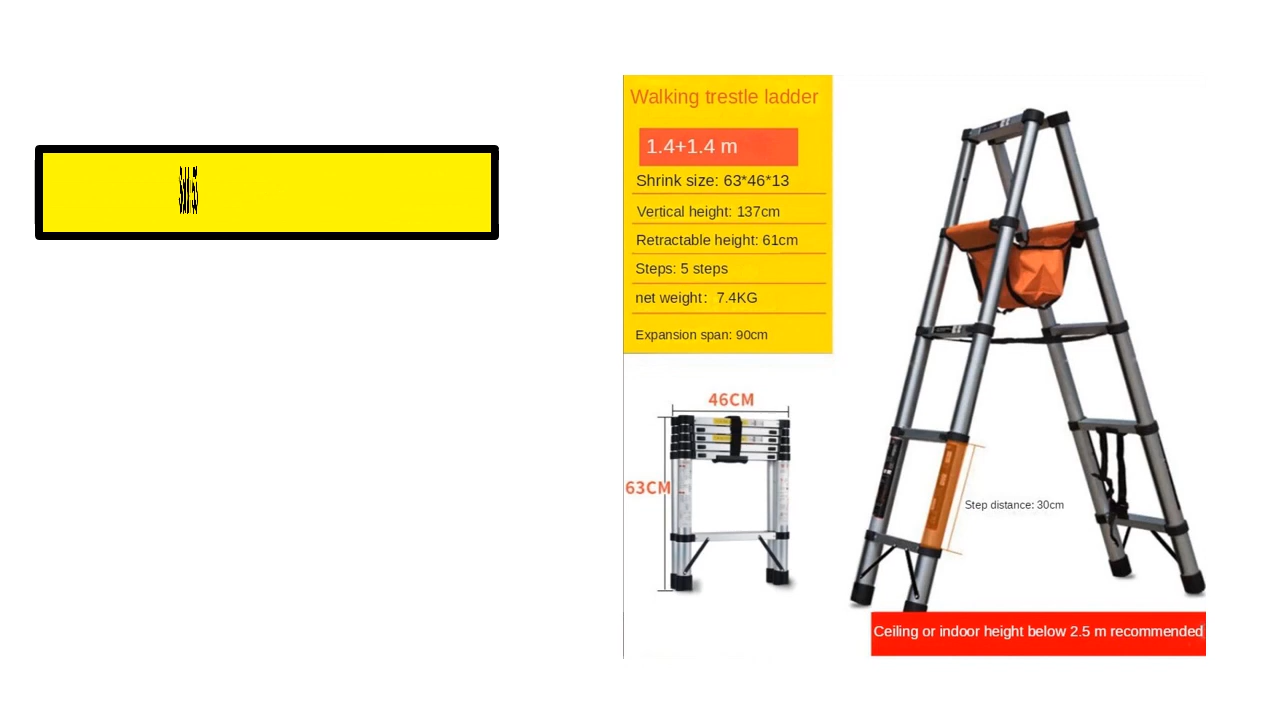 Walking trestle ladder
1.4+1.4 m
Shrink size: 63*46*13
Vertical height: 137cm
Retractable height: 61cm
Steps: 5 steps
net weight：7.4KG
Expansion span: 90cm
46CM
63CM
Step distance: 30cm
Ceiling or indoor height below 2.5 m recommended